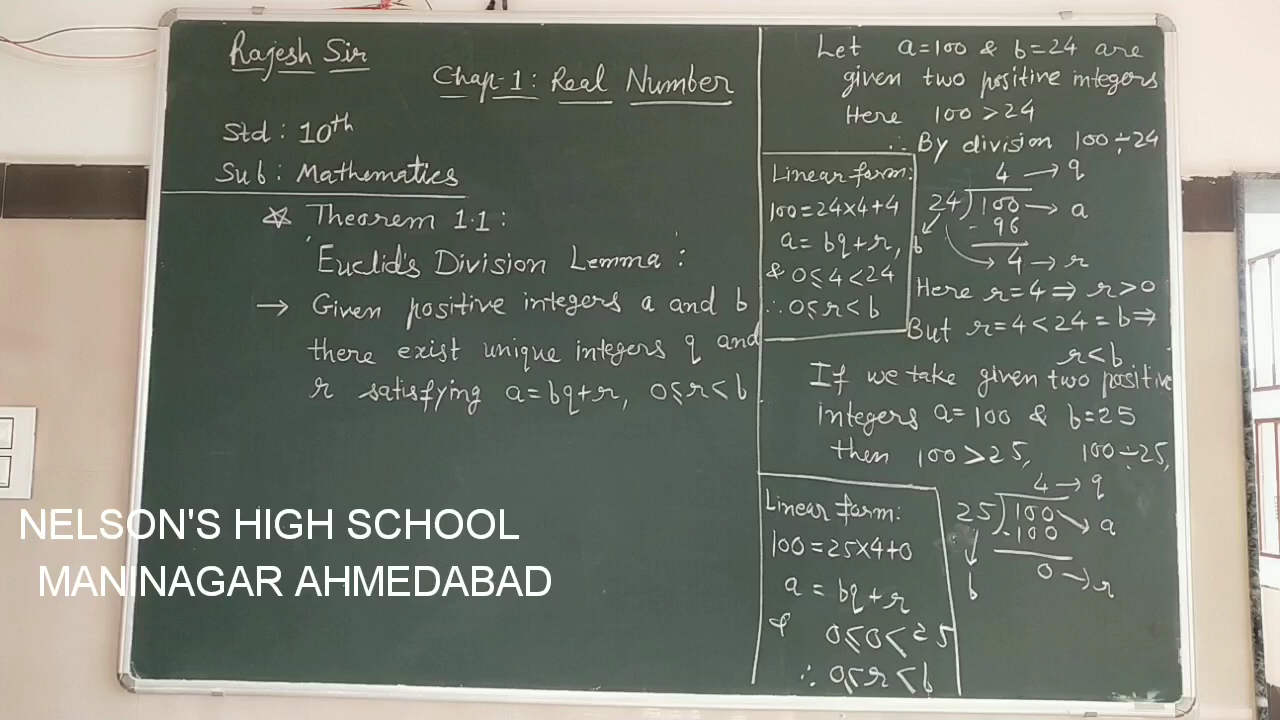 Rajesh Sir
Chap-1: Real Number
Std: 10th
Sub: Mathematics
☆ Theorem 1.1:
'Euclid's Division Lemma':
→ Given positive integers a and b
there exist unique integers q and
r satisfying a=bq+r, 0≤r<b.
NELSON'S HIGH SCHOOL
MANINAGAR AHMEDABAD
Let a=100 & b=24 are
given two positive integers
Here 100>24
∴ By division 100÷24
Linear form:
100=24×4+4
a=bq+r,
& 0≤4<24
∴ 0≤r<b
4 → q
24)100 → a
b
- 96
4 → r
Here r=4 ⇒ r>0
But r=4<24=b ⇒
r<b
If we take given two positive
integers a=100 & b=25
then 100>25, 100÷25,
Linear form:
100=25×4+0
a=bq+r
& 0≤0<25
∴ 0≤r<b
4 → q
25)100 → a
-100
b
0 → r